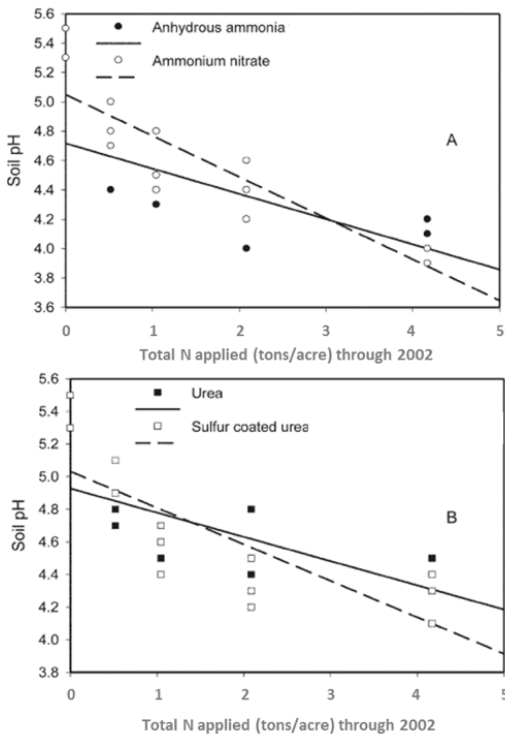 5.6
5.4
5.2
5.0
4.8
4.6
4.4
4.2
4.0
3.8
3.6
Soil pH
Anhydrous ammonia
Ammonium nitrate
A
0 1 2 3 4 5
Total N applied (tons/acre) through 2002
5.6
5.4
5.2
5.0
4.8
4.6
4.4
4.2
4.0
3.8
Soil pH
Urea
Sulfur coated urea
B
0 1 2 3 4 5
Total N applied (tons/acre) through 2002